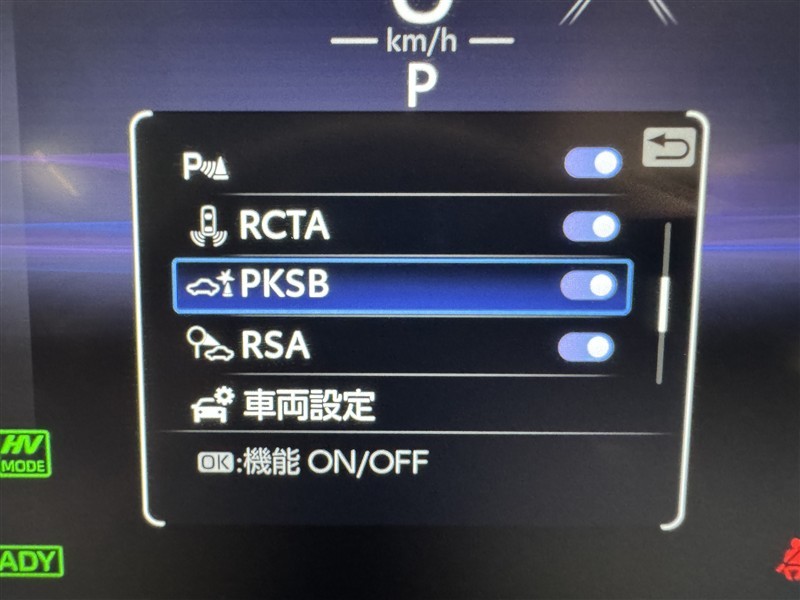 km/h
P
P
RCTA
PKSB
RSA
車両設定
OK:機能 ON/OFF
HV
MODE
ADY